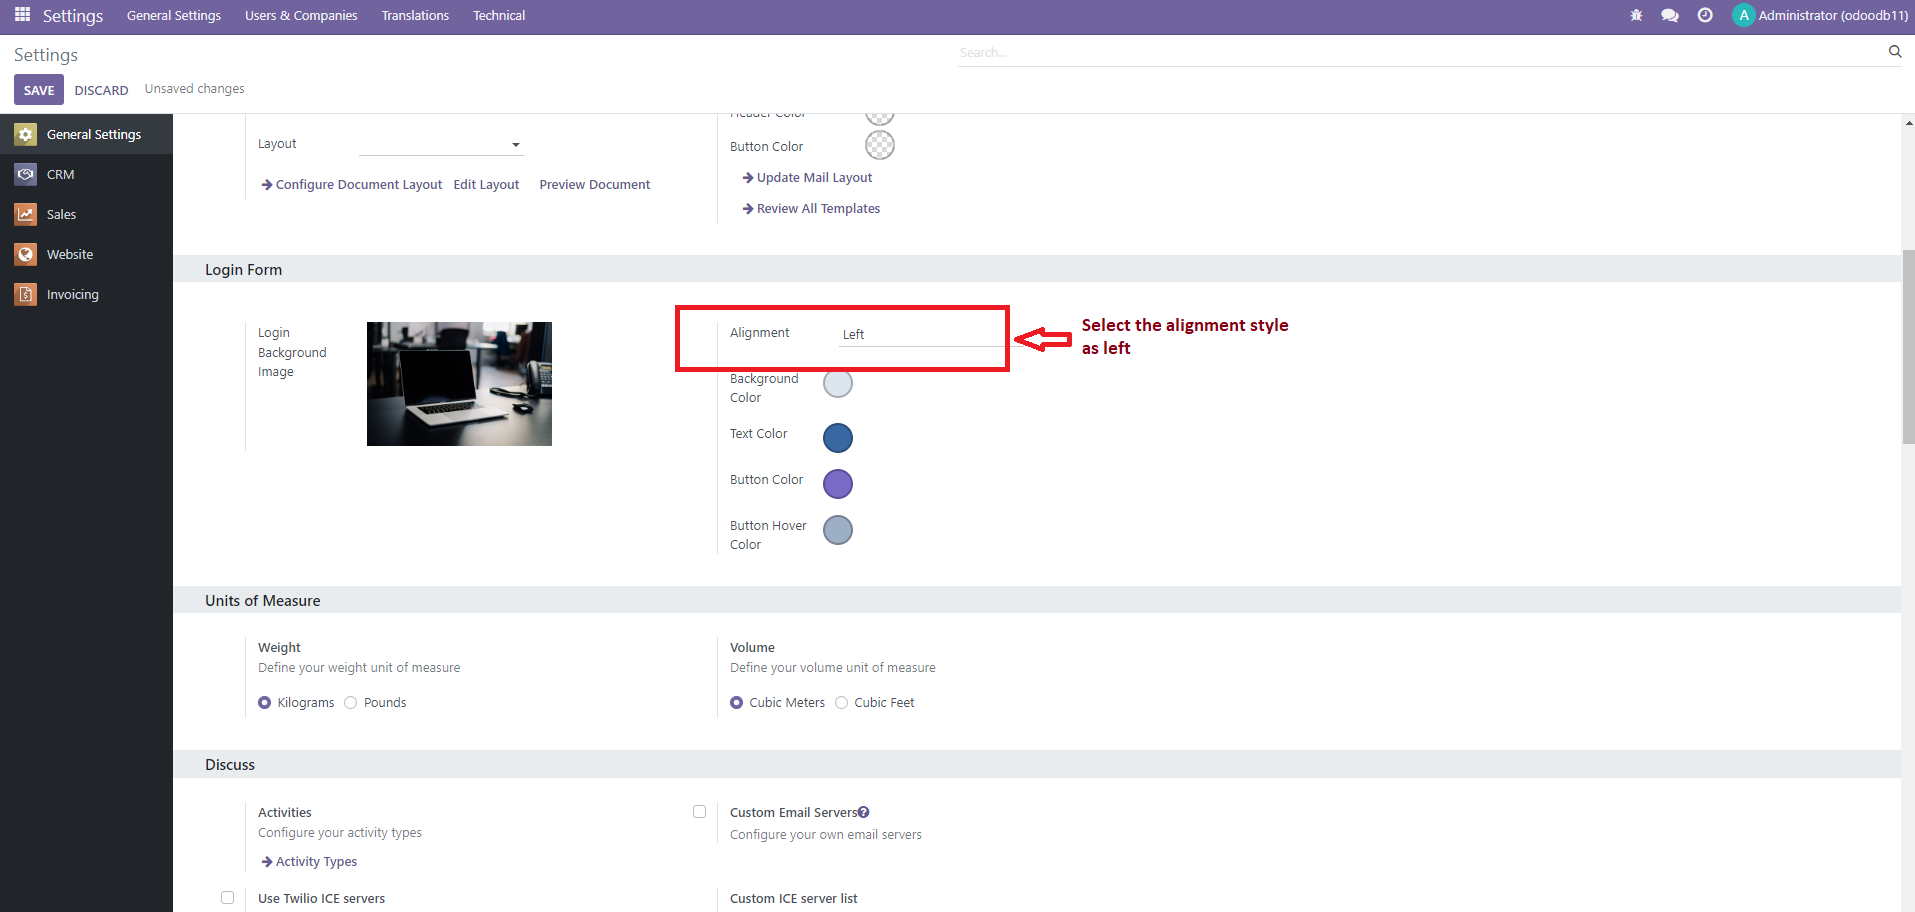 Settings General Settings Users & Companies Translations Technical A Administrator (odoodb11)
Settings Search...
SAVE DISCARD Unsaved changes
General Settings
CRM
Sales
Website
Invoicing
Header Color
Layout
Button Color
Configure Document Layout Edit Layout Preview Document
Update Mail Layout
Review All Templates
Login Form
Login
Background
Image
Alignment Left
Select the alignment style
as left
Background
Color
Text Color
Button Color
Button Hover
Color
Units of Measure
Weight
Define your weight unit of measure
Kilograms Pounds
Volume
Define your volume unit of measure
Cubic Meters Cubic Feet
Discuss
Activities
Configure your activity types
Activity Types
Custom Email Servers?
Configure your own email servers
Use Twilio ICE servers
Custom ICE server list